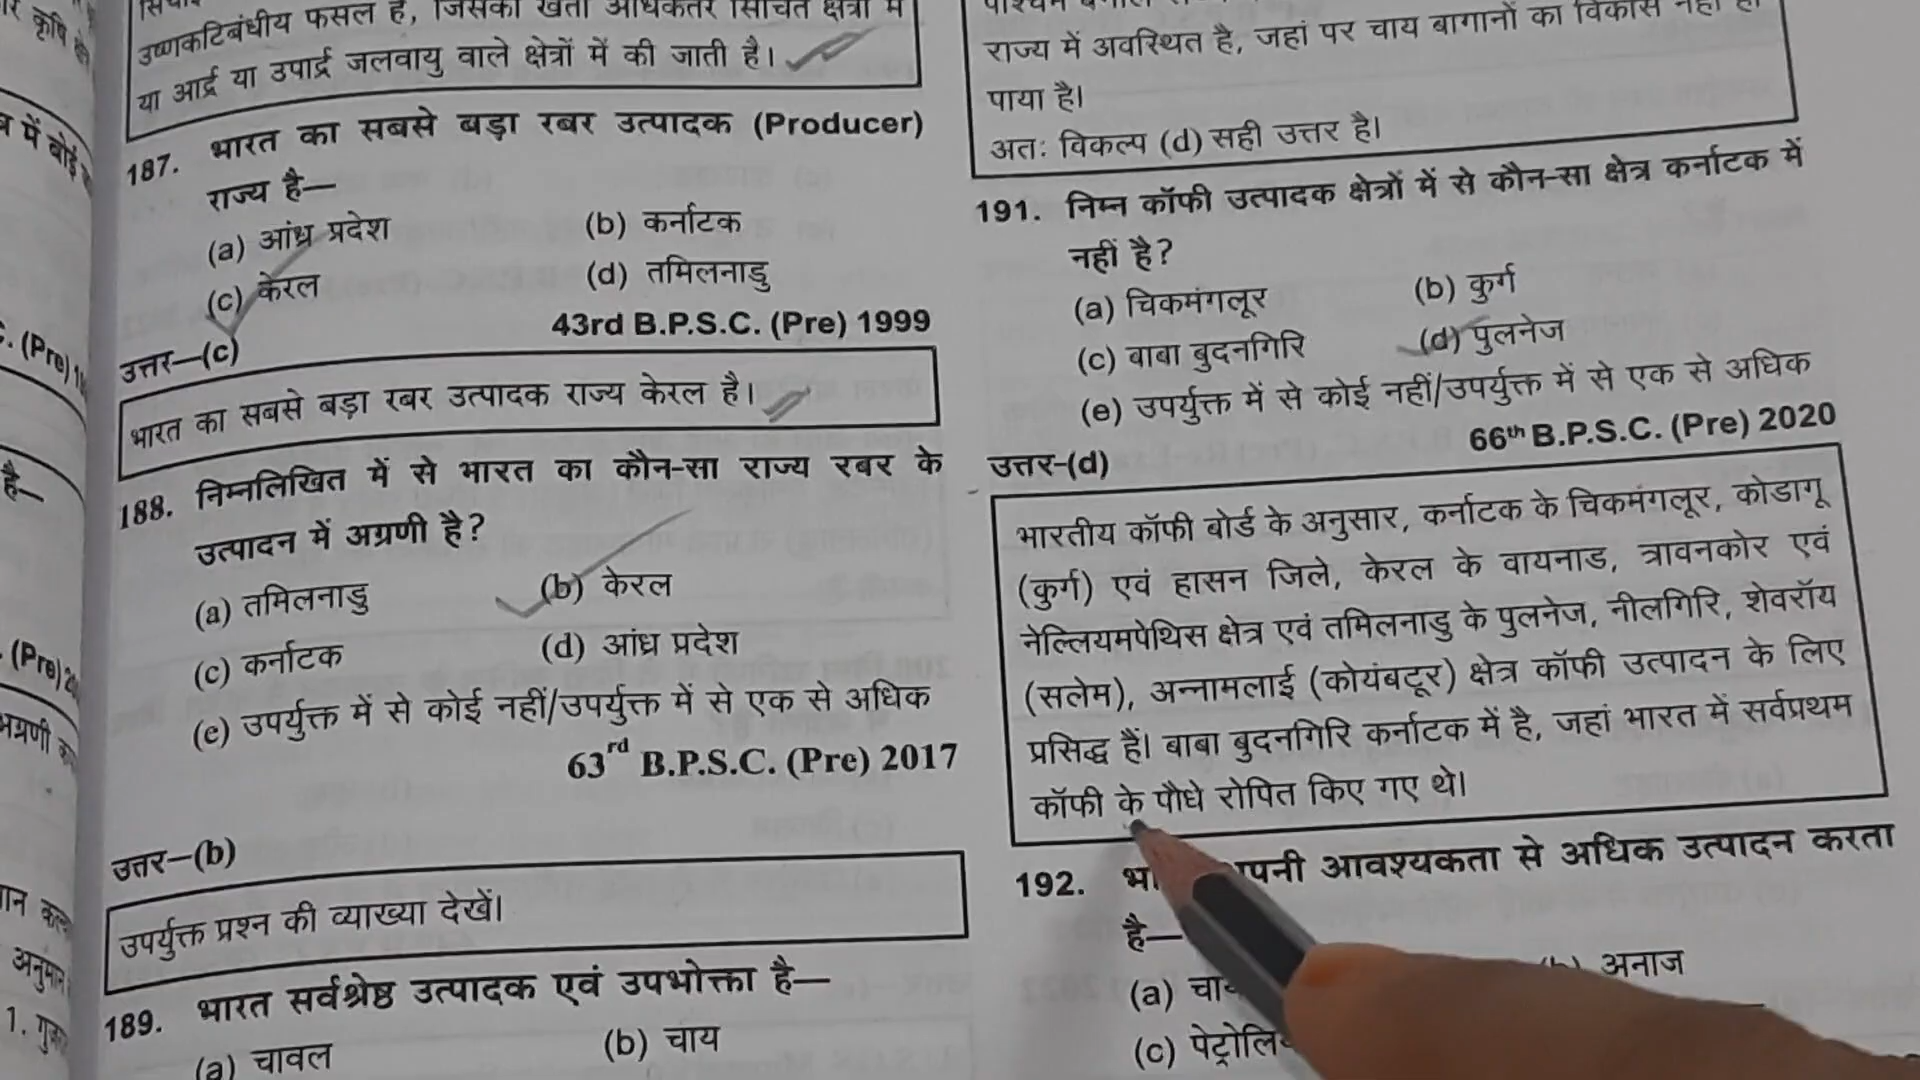 कृषि
में बोई
(Pre)
है—
(Pre)
अग्रणी
अनुमान
उष्णकटिबंधीय फसल है, जिसकी खेती अधिकतर सिंचित क्षेत्रों में
या आर्द्र या उपार्द्र जलवायु वाले क्षेत्रों में की जाती है।
187. भारत का सबसे बड़ा रबर उत्पादक (Producer)
राज्य है—
(a) आंध्र प्रदेश (b) कर्नाटक
(c) केरल (d) तमिलनाडु
43rd B.P.S.C. (Pre) 1999
उत्तर—(c)
भारत का सबसे बड़ा रबर उत्पादक राज्य केरल है।
188. निम्नलिखित में से भारत का कौन-सा राज्य रबर के
उत्पादन में अग्रणी है?
(a) तमिलनाडु (b) केरल
(c) कर्नाटक (d) आंध्र प्रदेश
(e) उपर्युक्त में से कोई नहीं/उपर्युक्त में से एक से अधिक
63rd B.P.S.C. (Pre) 2017
उत्तर—(b)
उपर्युक्त प्रश्न की व्याख्या देखें।
189. भारत सर्वश्रेष्ठ उत्पादक एवं उपभोक्ता है—
(a) चावल (b) चाय
राज्य में अवस्थित है, जहां पर चाय बागानों का विकास नहीं हो
पाया है।
अतः विकल्प (d) सही उत्तर है।
191. निम्न कॉफी उत्पादक क्षेत्रों में से कौन-सा क्षेत्र कर्नाटक में
नहीं है?
(a) चिकमंगलूर (b) कुर्ग
(c) बाबा बुदनगिरि (d) पुलनेज
(e) उपर्युक्त में से कोई नहीं/उपर्युक्त में से एक से अधिक
66th B.P.S.C. (Pre) 2020
उत्तर-(d)
भारतीय कॉफी बोर्ड के अनुसार, कर्नाटक के चिकमंगलूर, कोडागू
(कुर्ग) एवं हासन जिले, केरल के वायनाड, त्रावनकोर एवं
नेल्लियमपेथिस क्षेत्र एवं तमिलनाडु के पुलनेज, नीलगिरि, शेवरॉय
(सलेम), अन्नामलाई (कोयंबटूर) क्षेत्र कॉफी उत्पादन के लिए
प्रसिद्ध हैं। बाबा बुदनगिरि कर्नाटक में है, जहां भारत में सर्वप्रथम
कॉफी के पौधे रोपित किए गए थे।
192. आवश्यकता से अधिक उत्पादन करता
है—
(a) (b) अनाज
(c)